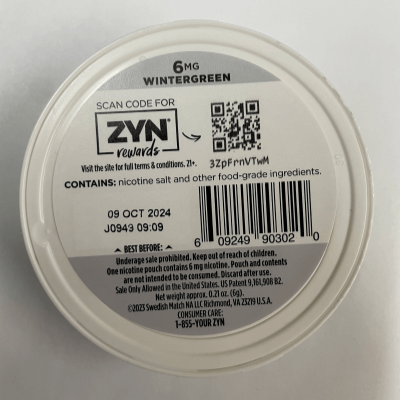 6MG
WINTERGREEN
SCAN CODE FOR
ZYN®
rewards
3ZpFrnVTwM
Visit the site for full terms & conditions. 21+.
CONTAINS: nicotine salt and other food-grade ingredients.
09 OCT 2024
J0949 09:09
▲ BEST BEFORE: ▲
6 09249 90302 0
Underage sale prohibited. Keep out of reach of children.
One nicotine pouch contains 6 mg nicotine. Pouch and contents
are not intended to be consumed. Discard after use.
Sale Only Allowed in the United States. US Patent 9,161,908 B2.
Net weight approx. 0.21 oz. (6g).
©2023 Swedish Match NA LLC Richmond, VA 23219 U.S.A.
CONSUMER CARE:
1-855-YOUR ZYN